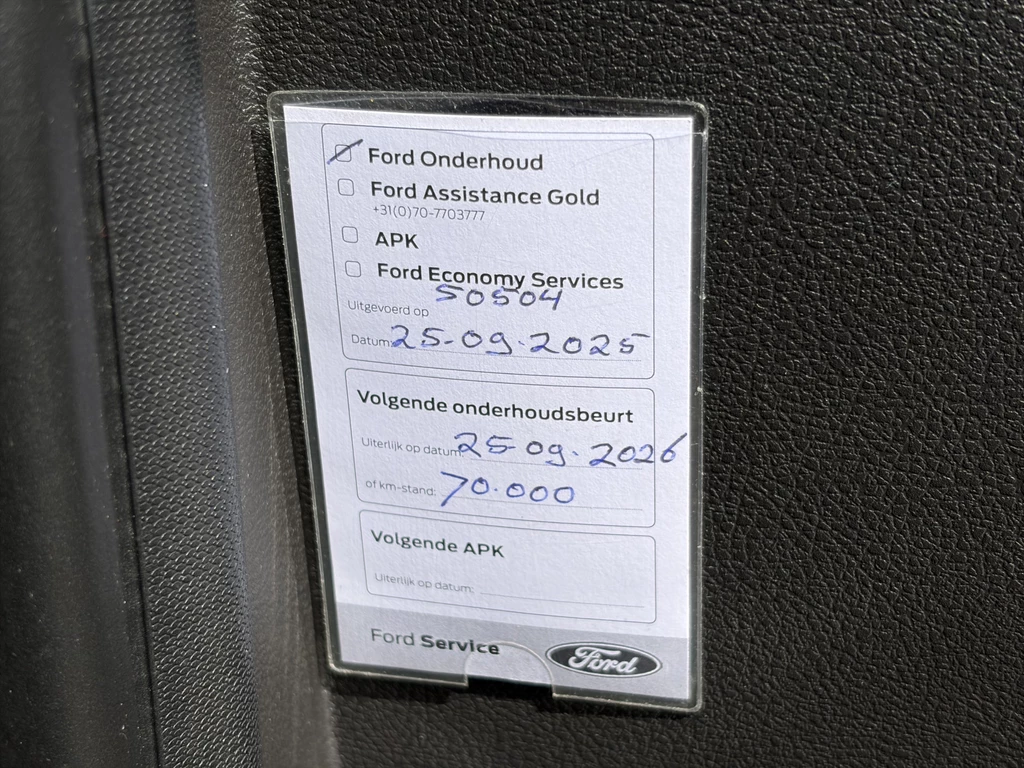 Ford Onderhoud
Ford Assistance Gold
+31(0)70-7703777
APK
Ford Economy Services
Uitgevoerd op 50504
Datum: 25-09-2025
Volgende onderhoudsbeurt
Uiterlijk op datum: 25-09-2026
of km-stand: 70.000
Volgende APK
Uiterlijk op datum:
Ford Service Ford